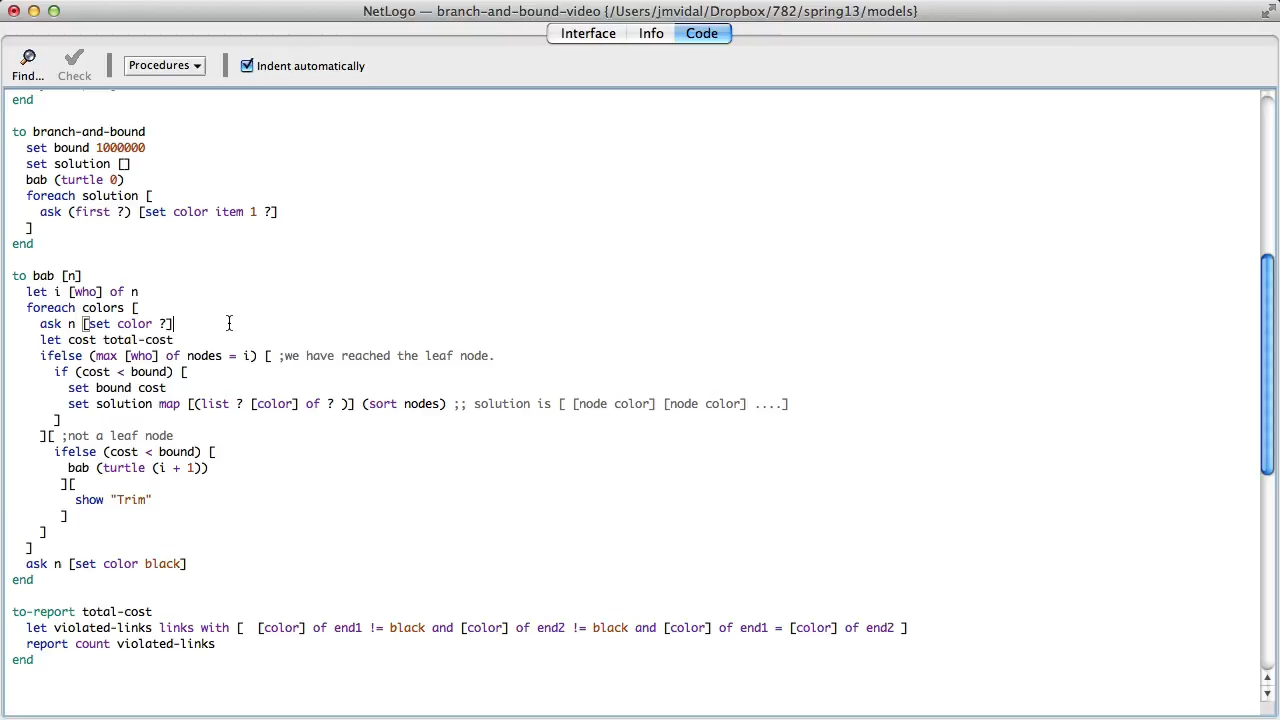 NetLogo — branch-and-bound-video {/Users/jmvidal/Dropbox/782/spring13/models}
Interface Info Code
Find... Check Procedures Indent automatically
end
to branch-and-bound
set bound 1000000
set solution []
bab (turtle 0)
foreach solution [
ask (first ?) [set color item 1 ?]
]
end
to bab [n]
let i [who] of n
foreach colors [
ask n [set color ?]
let cost total-cost
ifelse (max [who] of nodes = i) [ ;we have reached the leaf node.
if (cost < bound) [
set bound cost
set solution map [(list ? [color] of ? )] (sort nodes) ;; solution is [ [node color] [node color] ....]
]
][ ;not a leaf node
ifelse (cost < bound) [
bab (turtle (i + 1))
][
show "Trim"
]
]
]
ask n [set color black]
end
to-report total-cost
let violated-links links with [ [color] of end1 != black and [color] of end2 != black and [color] of end1 = [color] of end2 ]
report count violated-links
end